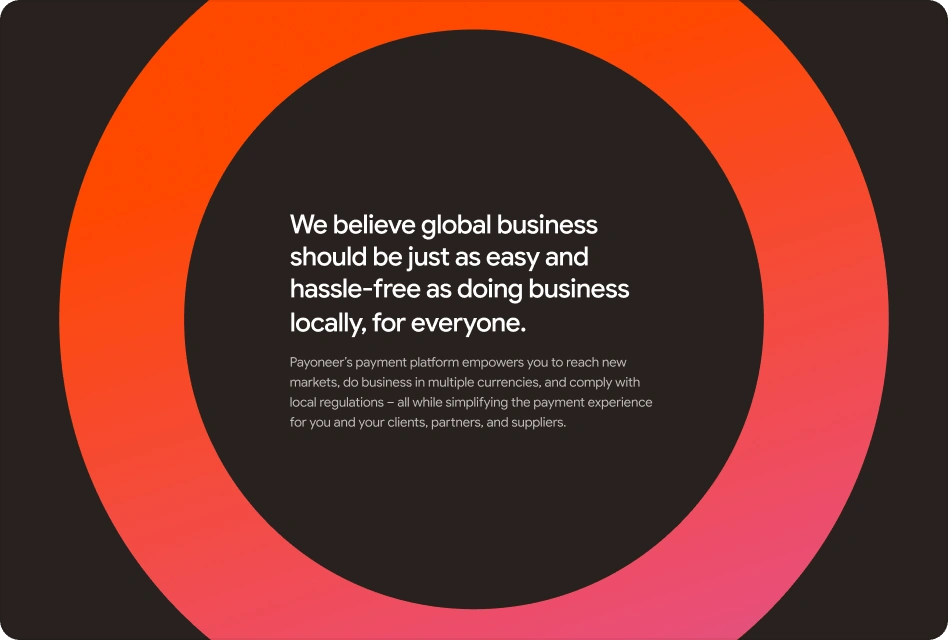 We believe global business
should be just as easy and
hassle-free as doing business
locally, for everyone.
Payoneer's payment platform empowers you to reach new
markets, do business in multiple currencies, and comply with
local regulations – all while simplifying the payment experience
for you and your clients, partners, and suppliers.